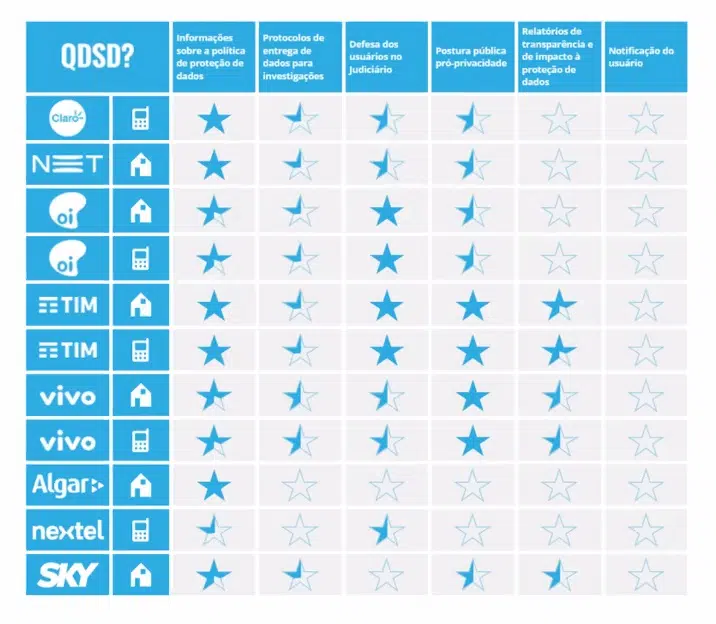 QDSD?
Informações
sobre a política
de proteção de
dados
Protocolos de
entrega de
dados para
investigações
Defesa dos
usuários no
Judiciário
Postura pública
pró-privacidade
Relatórios de
transparência e
de impacto à
proteção de
dados
Notificação do
usuário
Claro
NET
oi
oi
TIM
TIM
vivo
vivo
Algar
nextel
SKY